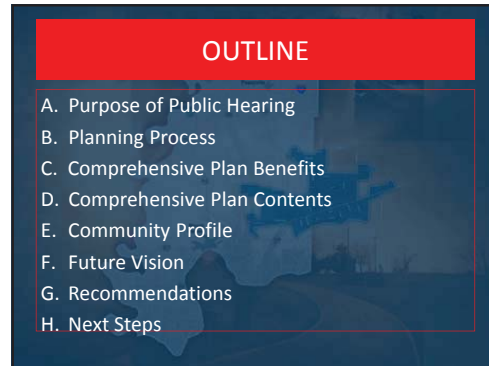 OUTLINE
A. Purpose of Public Hearing
B. Planning Process
C. Comprehensive Plan Benefits
D. Comprehensive Plan Contents
E. Community Profile
F. Future Vision
G. Recommendations
H. Next Steps